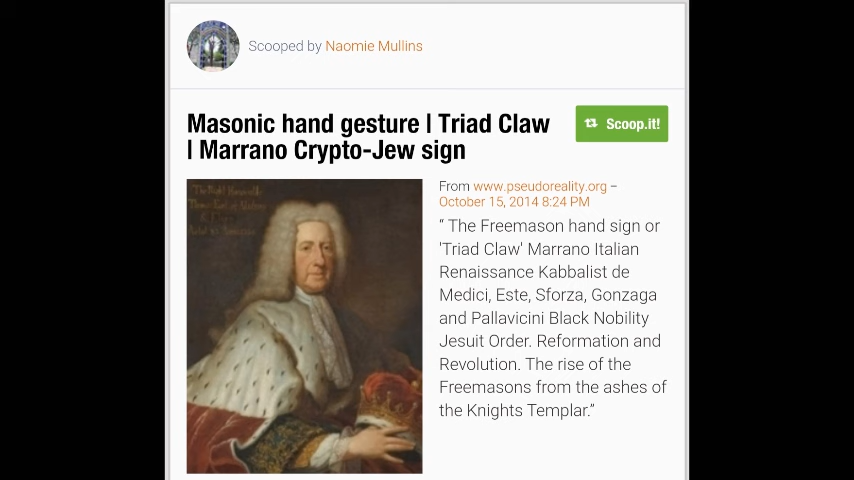 Scooped by Naomie Mullins
Masonic hand gesture | Triad Claw
| Marrano Crypto-Jew sign
Scoop.it!
From www.pseudoreality.org –
October 15, 2014 8:24 PM
“ The Freemason hand sign or
'Triad Claw' Marrano Italian
Renaissance Kabbalist de
Medici, Este, Sforza, Gonzaga
and Pallavicini Black Nobility
Jesuit Order. Reformation and
Revolution. The rise of the
Freemasons from the ashes of
the Knights Templar.”
The Right Honourable